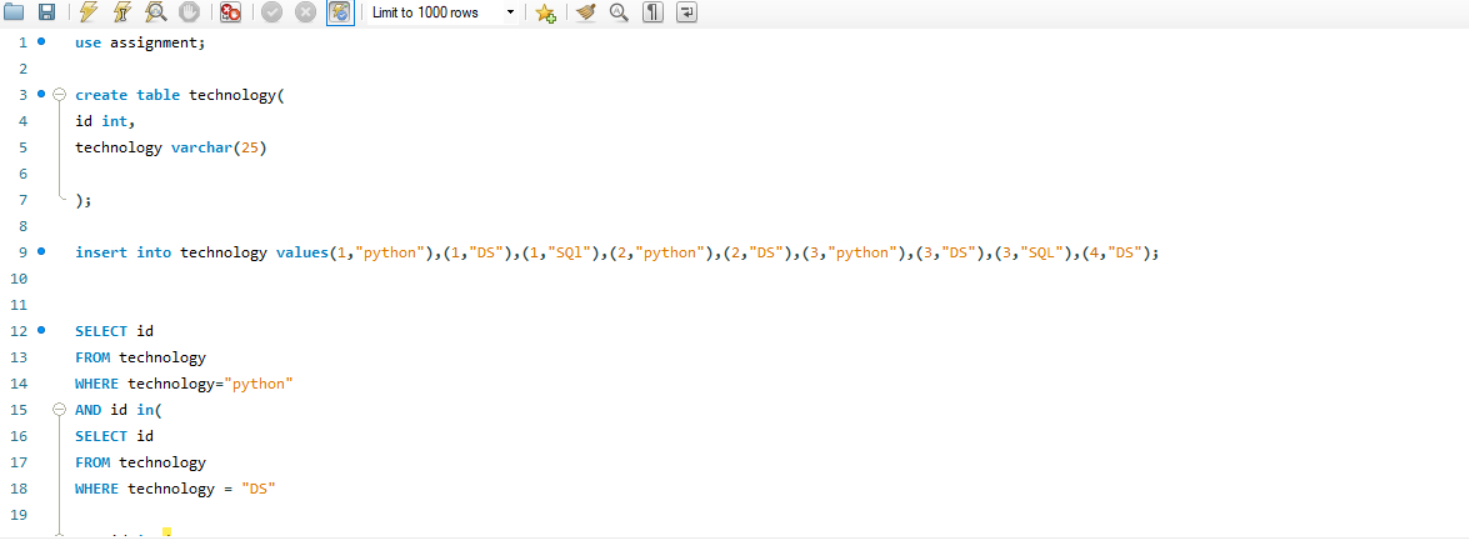 Limit to 1000 rows
1 use assignment;
2
3 create table technology(
4 id int,
5 technology varchar(25)
6
7 );
8
9 insert into technology values(1,"python"),(1,"DS"),(1,"SQl"),(2,"python"),(2,"DS"),(3,"python"),(3,"DS"),(3,"SQL"),(4,"DS");
10
11
12 SELECT id
13 FROM technology
14 WHERE technology="python"
15 AND id in(
16 SELECT id
17 FROM technology
18 WHERE technology = "DS"
19